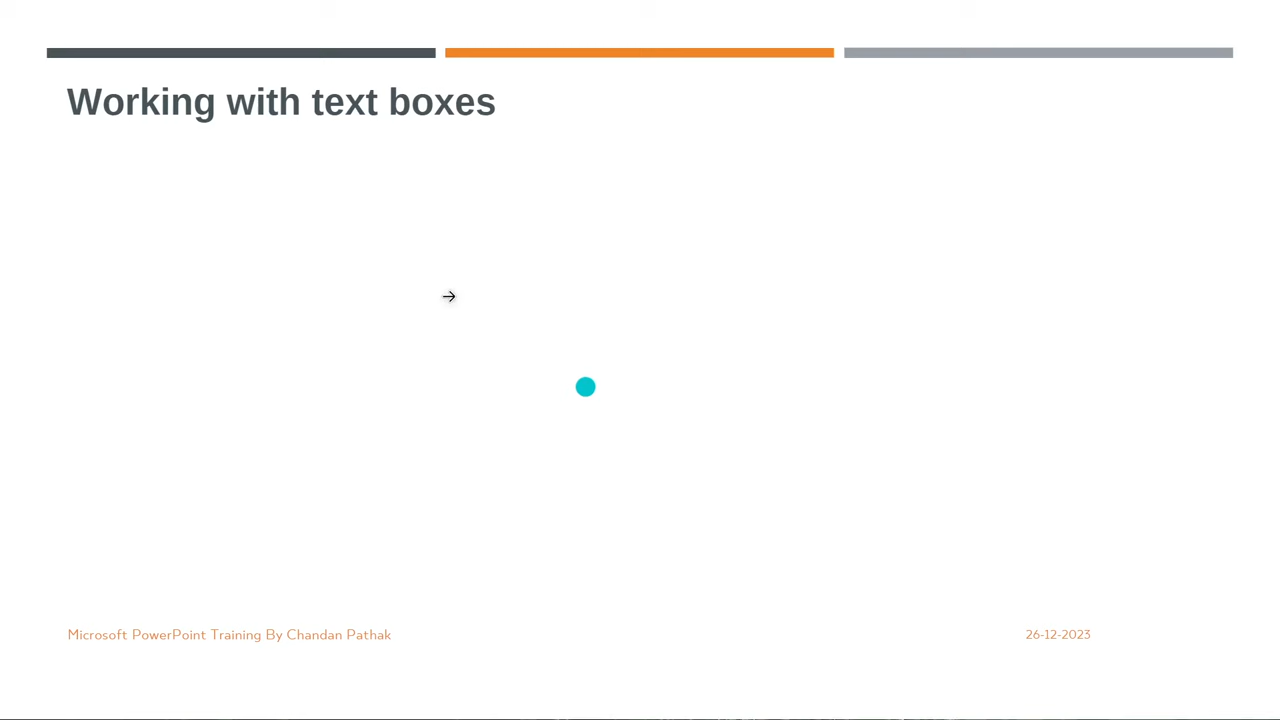 Working with text boxes
Microsoft PowerPoint Training By Chandan Pathak
26-12-2023